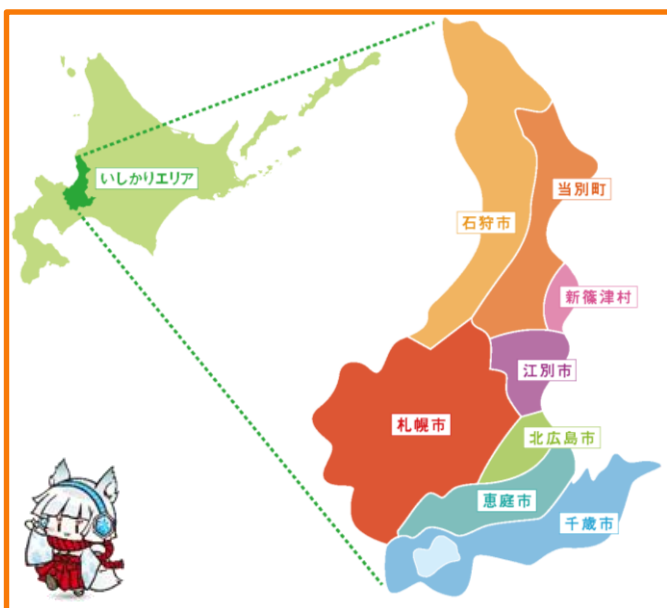 いしかりエリア
当別町
石狩市
新篠津村
江別市
札幌市
北広島市
恵庭市
千歳市